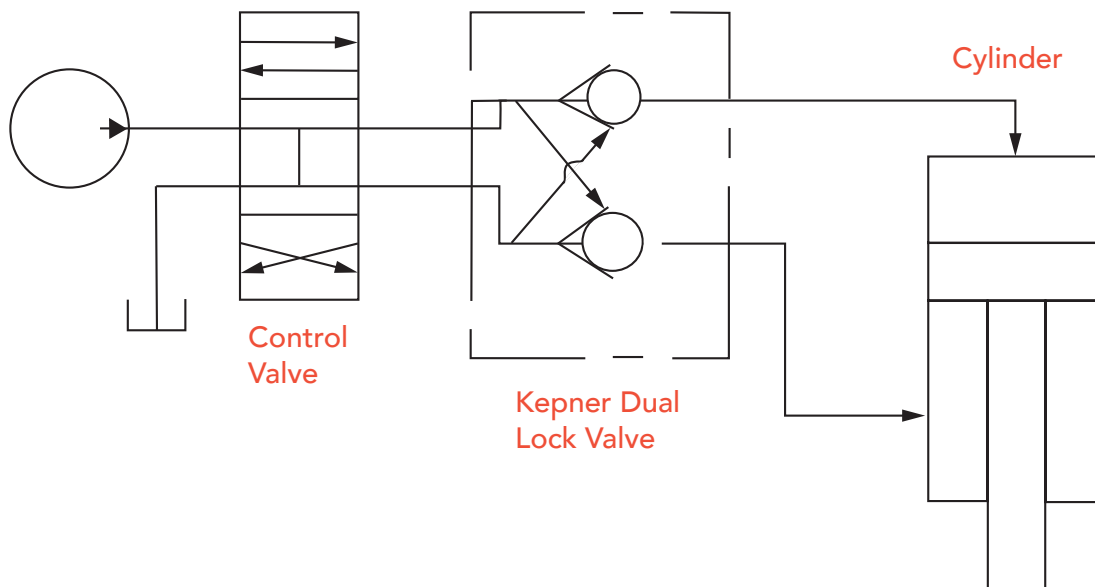 Cylinder
Control
Valve
Kepner Dual
Lock Valve